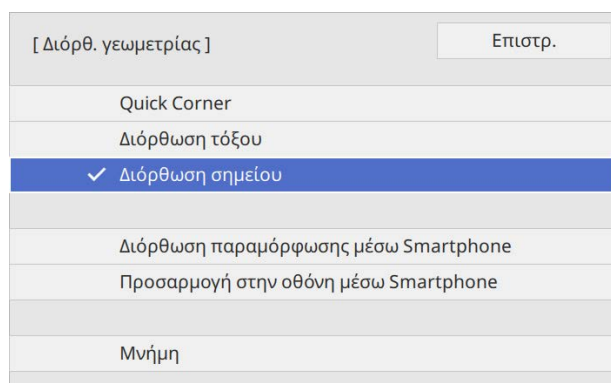 [ Διόρθ. γεωμετρίας ]
Επιστρ.
Quick Corner
Διόρθωση τόξου
Διόρθωση σημείου
Διόρθωση παραμόρφωσης μέσω Smartphone
Προσαρμογή στην οθόνη μέσω Smartphone
Μνήμη